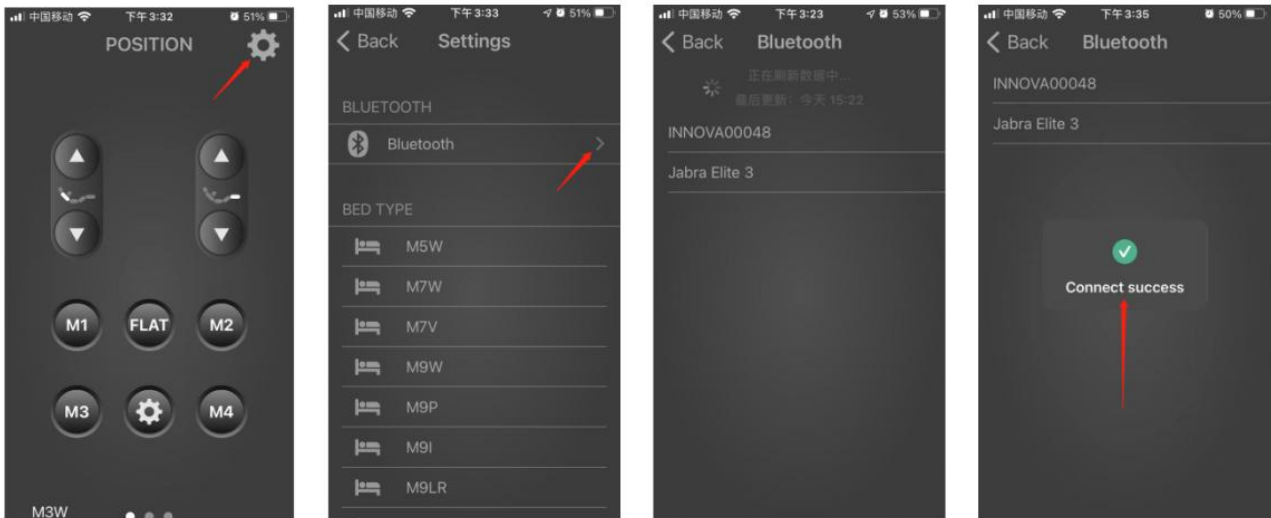 中国移动 下午3:32 51%
POSITION
M1 FLAT M2
M3 M4
M3W
中国移动 下午3:33 51%
Back Settings
BLUETOOTH
Bluetooth
BED TYPE
M5W
M7W
M7V
M9W
M9P
M9I
M9LR
中国移动 下午3:23 53%
Back Bluetooth
正在刷新数据中...
最后更新：今天 15:22
INNOVA00048
Jabra Elite 3
中国移动 下午3:35 50%
Back Bluetooth
INNOVA00048
Jabra Elite 3
Connect success